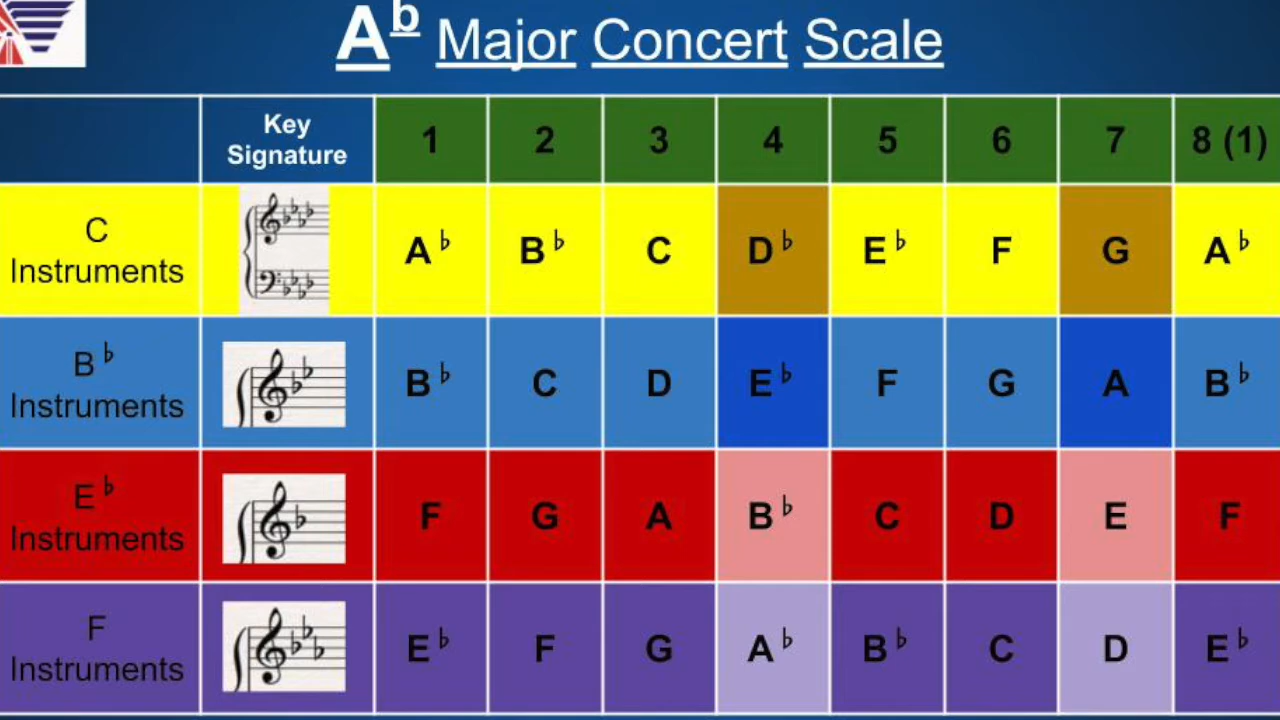 A♭ Major Concert Scale
Key Signature 1 2 3 4 5 6 7 8 (1)
C Instruments A♭ B♭ C D♭ E♭ F G A♭
B♭ Instruments B♭ C D E♭ F G A B♭
E♭ Instruments F G A B♭ C D E F
F Instruments E♭ F G A♭ B♭ C D E♭